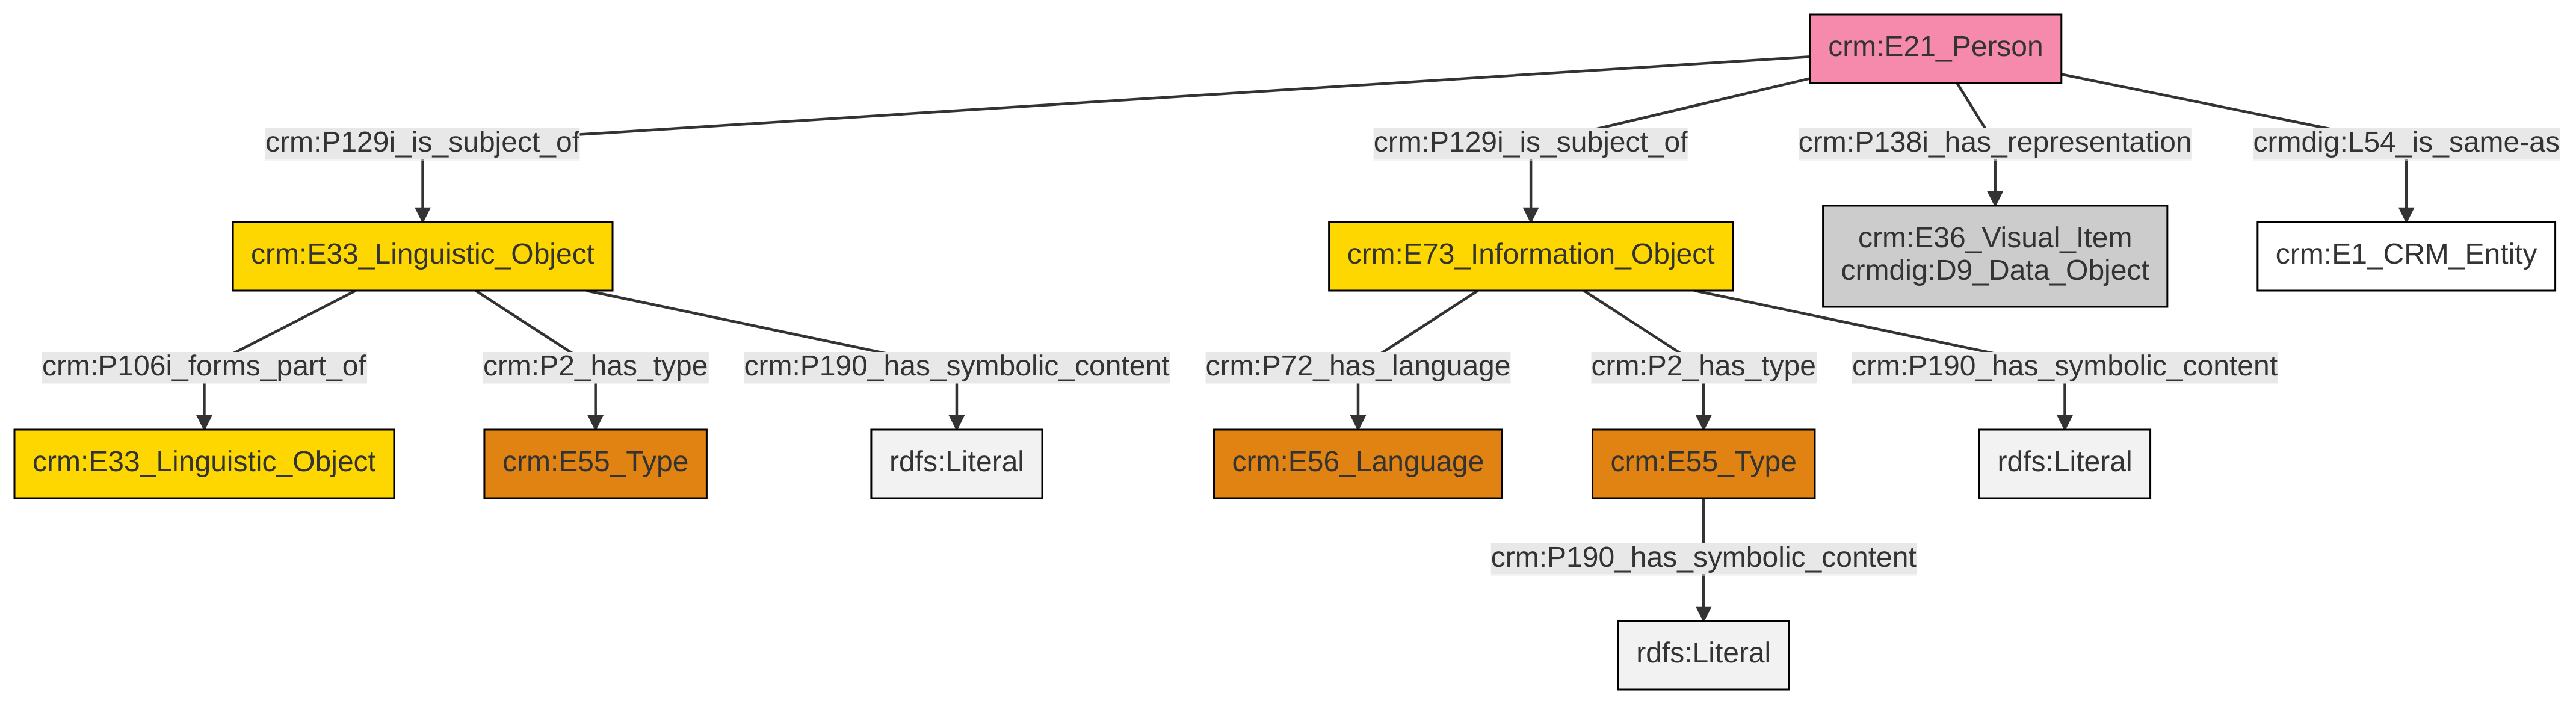 crm:E21_Person
crm:P129i_is_subject_of
crm:P129i_is_subject_of
crm:P138i_has_representation
crmdig:L54_is_same-as
crm:E33_Linguistic_Object
crm:E73_Information_Object
crm:E36_Visual_Item
crmdig:D9_Data_Object
crm:E1_CRM_Entity
crm:P106i_forms_part_of
crm:P2_has_type
crm:P190_has_symbolic_content
crm:P72_has_language
crm:P2_has_type
crm:P190_has_symbolic_content
crm:E33_Linguistic_Object
crm:E55_Type
rdfs:Literal
crm:E56_Language
crm:E55_Type
rdfs:Literal
crm:P190_has_symbolic_content
rdfs:Literal